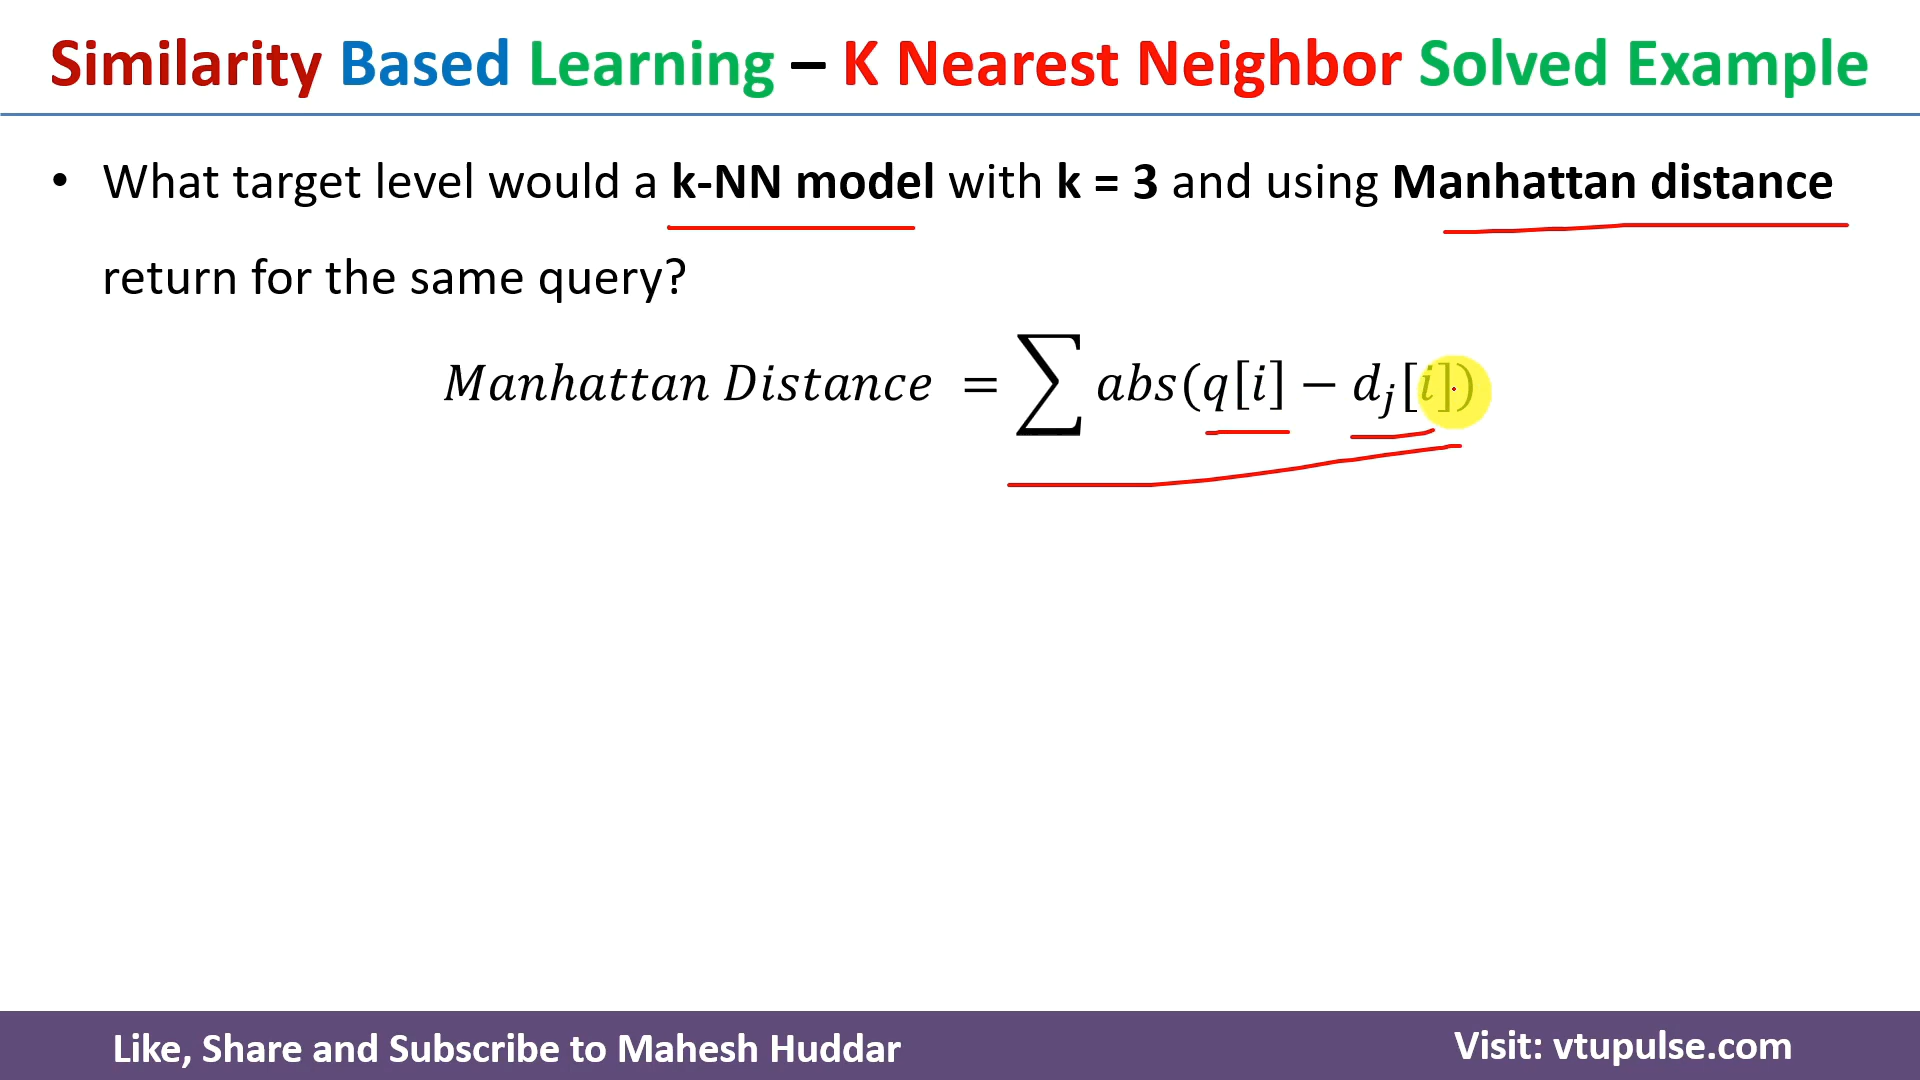 Similarity Based Learning – K Nearest Neighbor Solved Example
• What target level would a k-NN model with k = 3 and using Manhattan distance
return for the same query?
Manhattan Distance = ∑ abs(q[i] − dⱼ[i])
Like, Share and Subscribe to Mahesh Huddar
Visit: vtupulse.com